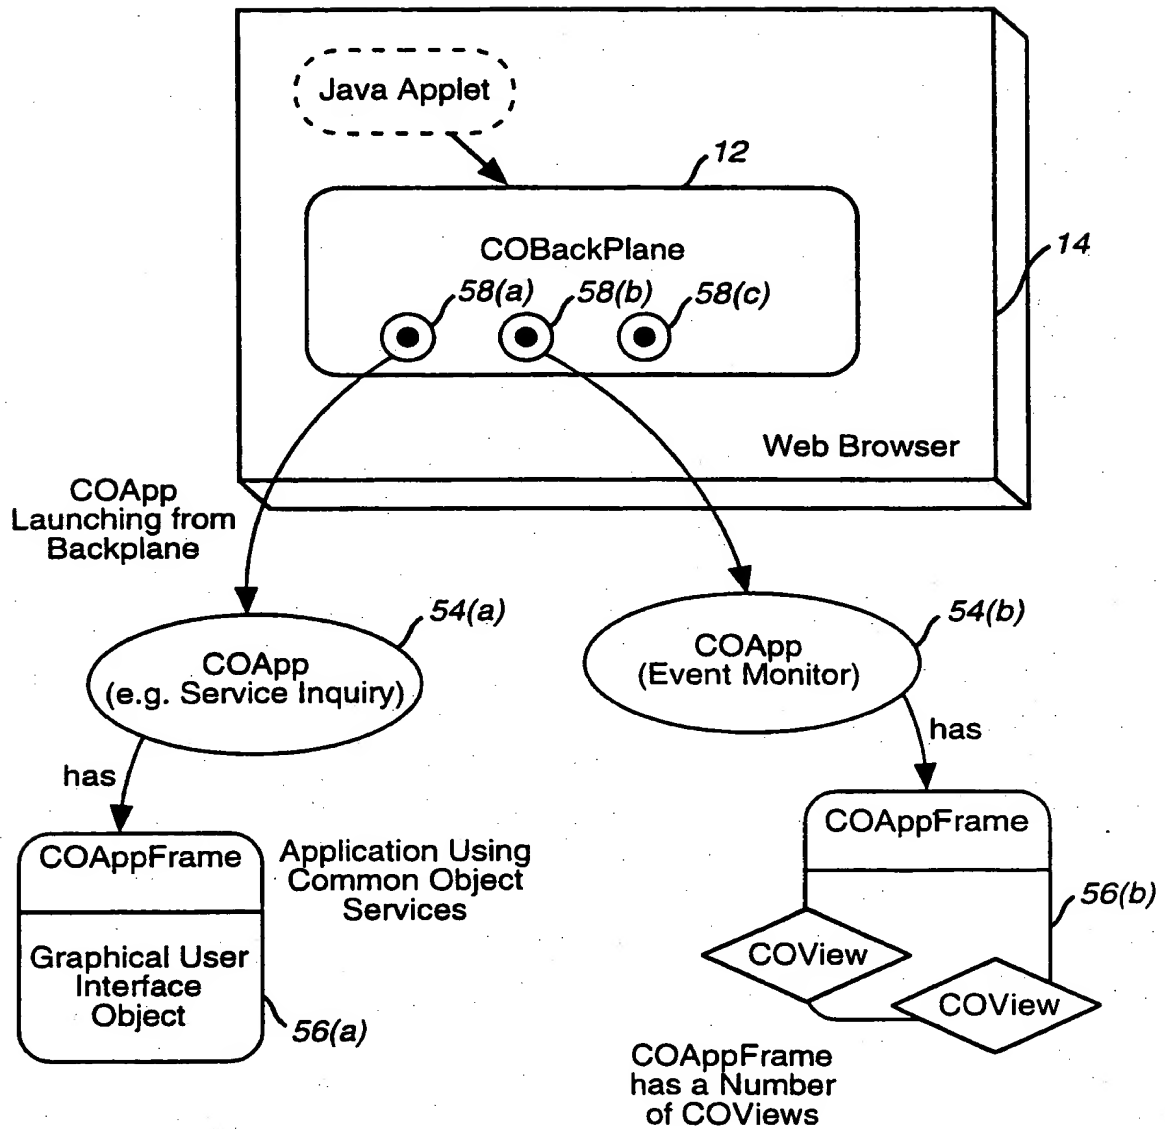 Java Applet
12
COBackPlane
14
58(a)
58(b)
58(c)
Web Browser
COApp
Launching from
Backplane
54(a)
54(b)
COApp
(e.g. Service Inquiry)
COApp
(Event Monitor)
has
has
COAppFrame
Application Using
Common Object
Services
COAppFrame
56(b)
Graphical User
Interface
Object
56(a)
COView
COView
COAppFrame
has a Number
of COViews